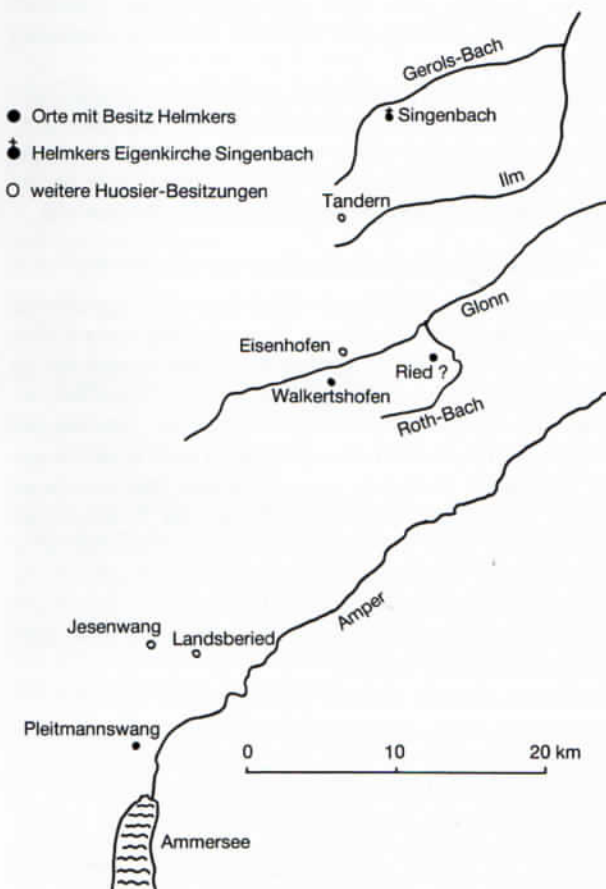 Gerols-Bach
● Orte mit Besitz Helmkers
Singenbach
Helmkers Eigenkirche Singenbach
Ilm
○ weitere Huosier-Besitzungen
Tandern
Glonn
Eisenhofen
Ried ?
Walkertshofen
Roth-Bach
Amper
Jesenwang
Landsberied
Pleitmannswang
0 10 20 km
Ammersee